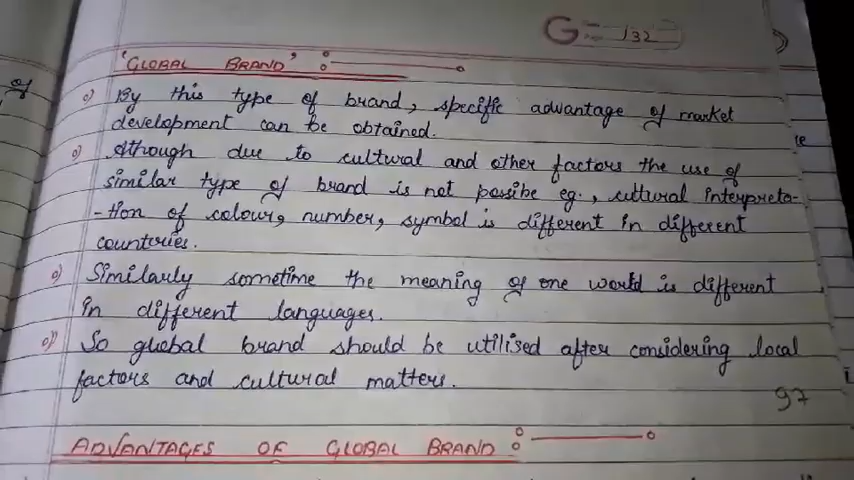 G = 132
'GLOBAL BRAND' :
By this type of brand, specific advantage of market
development can be obtained.
Although due to cultural and other factors the use of
similar type of brand is not possibe eg., cultural interpreta-
-tion of colour, number, symbol is different in different
countries.
Similarly sometime the meaning of one world is different
in different languages.
So global brand should be utilised after considering local
factors and cultural matters.
97
ADVANTAGES OF GLOBAL BRAND :
of